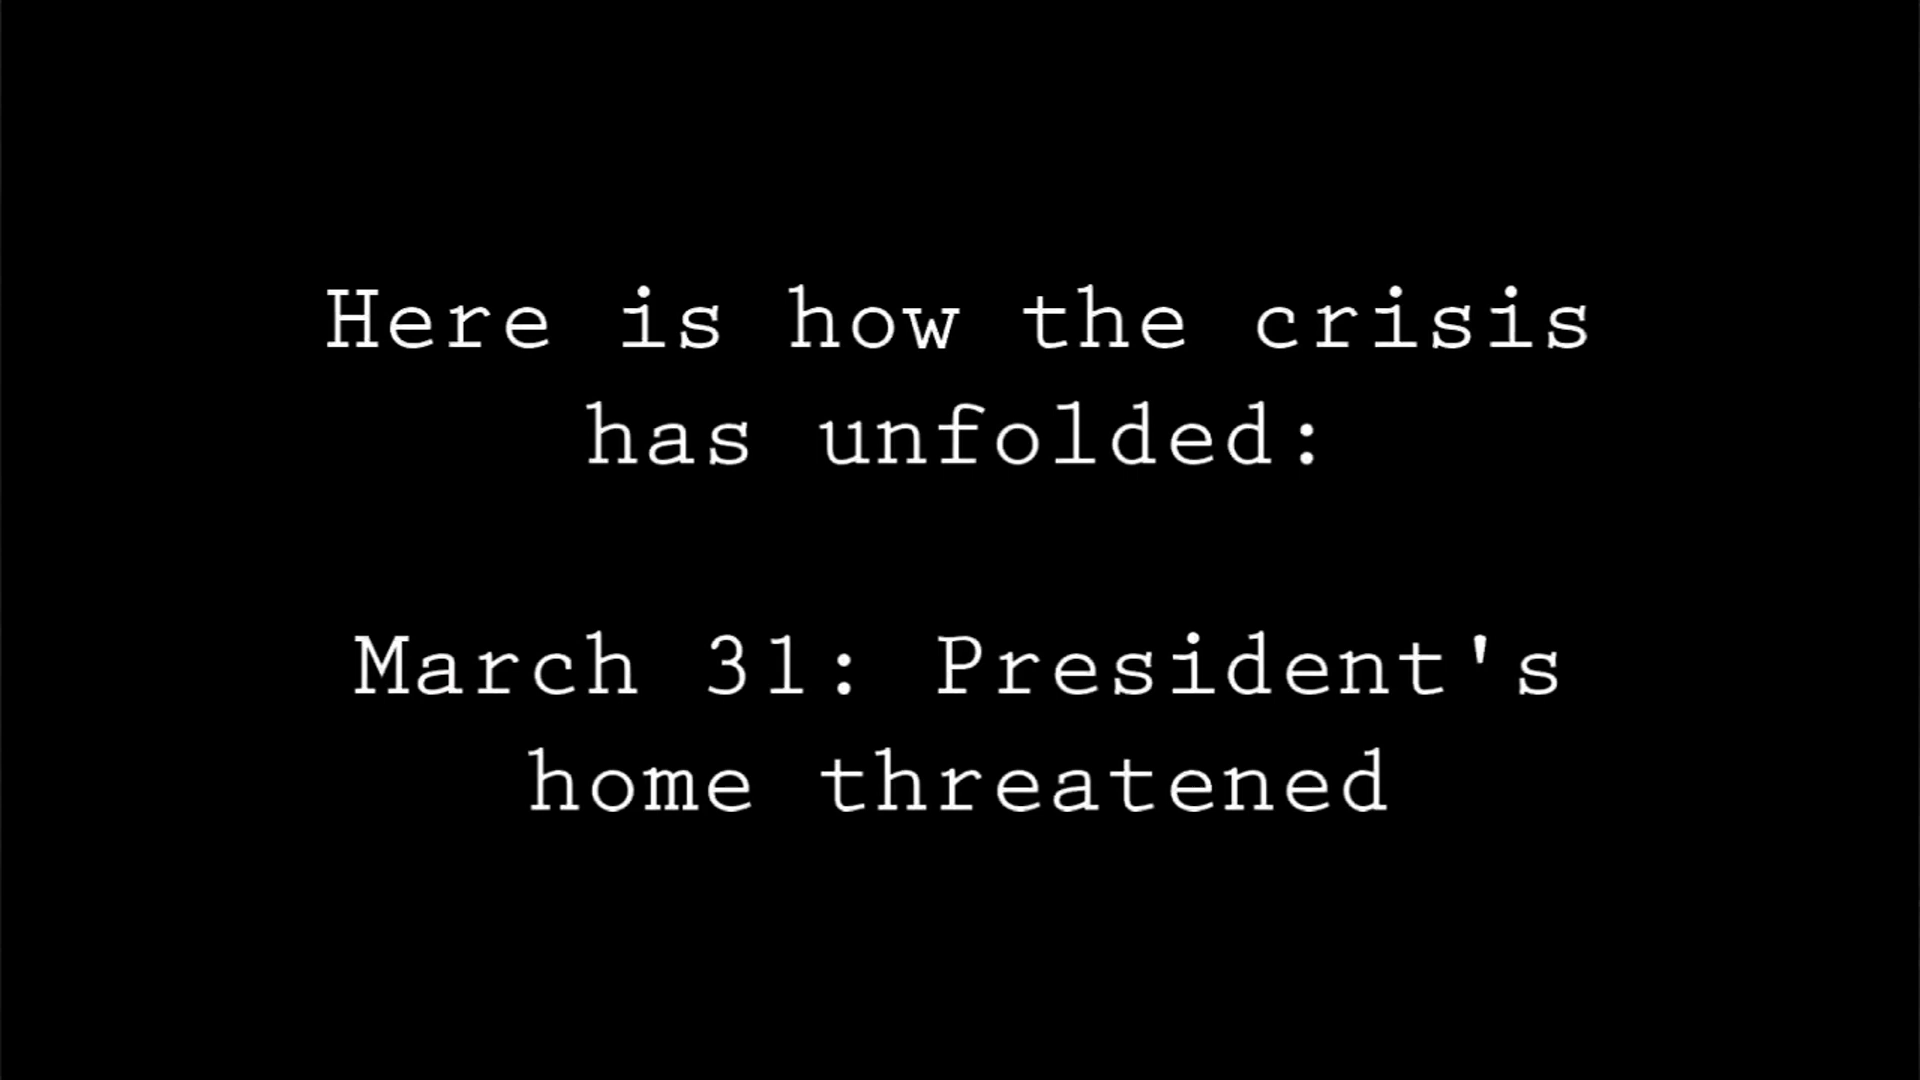 Here is how the crisis
has unfolded:
March 31: President's
home threatened